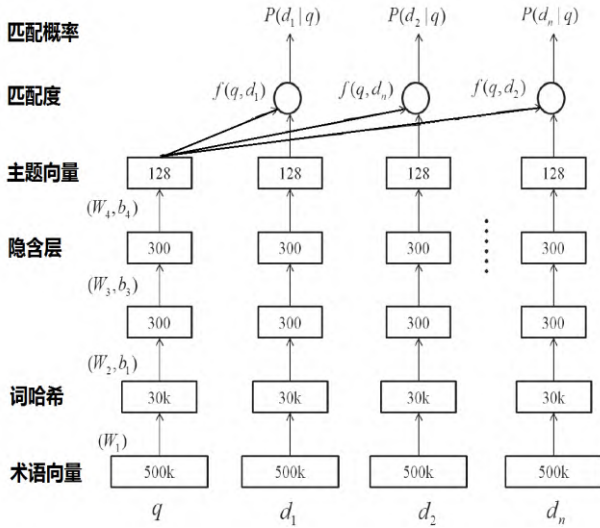 匹配概率 P(d₁|q) P(d₂|q) P(dₙ|q)
匹配度 f(q,d₁) f(q,dₙ) f(q,d₂)
主题向量 128 128 128 128
(W₄,b₄)
隐含层 300 300 300 300
(W₃,b₃)
300 300 300 300
(W₂,b₁)
词哈希 30k 30k 30k 30k
(W₁)
术语向量 500k 500k 500k 500k
q d₁ d₂ dₙ